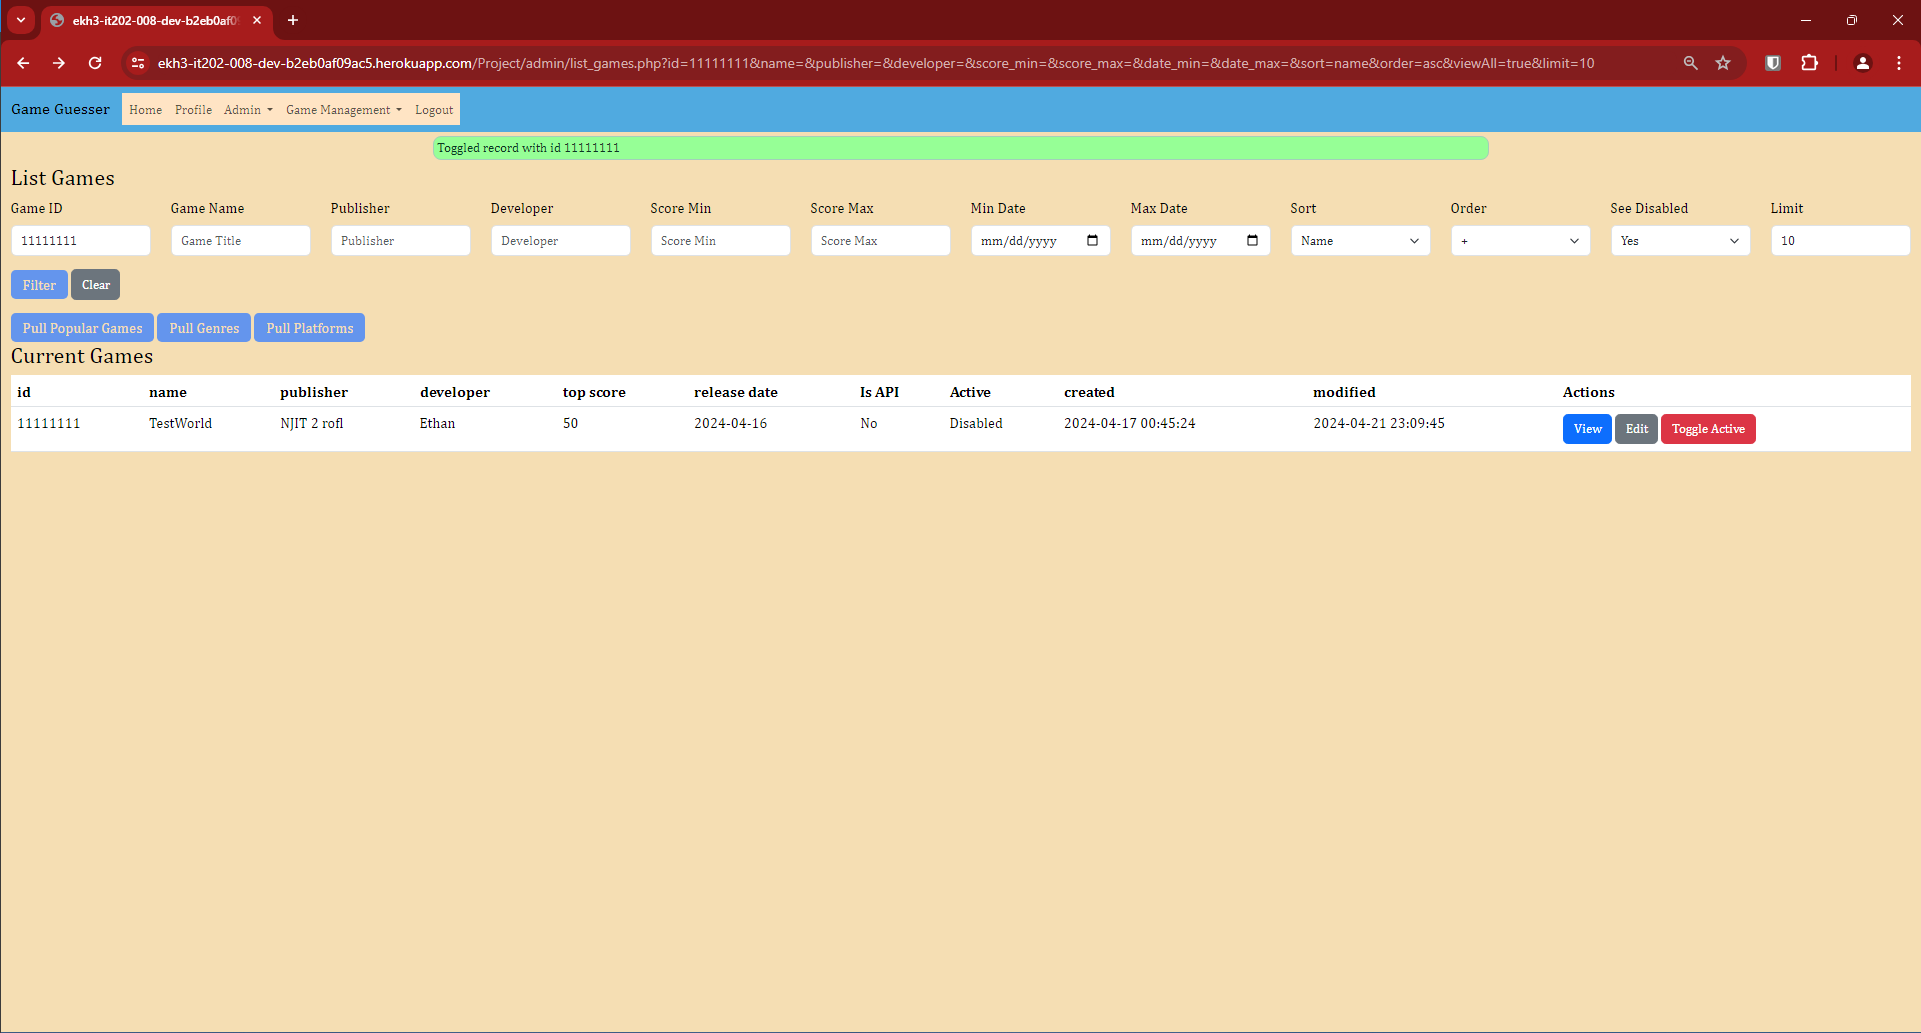 ekh3-it202-008-dev-b2eb0af0
ekh3-it202-008-dev-b2eb0af09ac5.herokuapp.com/Project/admin/list_games.php?id=11111111&name=&publisher=&developer=&score_min=&score_max=&date_min=&date_max=&sort=name&order=asc&viewAll=true&limit=10
Game Guesser Home Profile Admin Game Management Logout
Toggled record with id 11111111
List Games
Game ID Game Name Publisher Developer Score Min Score Max Min Date Max Date Sort Order See Disabled Limit
11111111 Game Title Publisher Developer Score Min Score Max mm/dd/yyyy mm/dd/yyyy Name + Yes 10
Filter Clear
Pull Popular Games Pull Genres Pull Platforms
Current Games
id name publisher developer top score release date Is API Active created modified Actions
11111111 TestWorld NJIT 2 rofl Ethan 50 2024-04-16 No Disabled 2024-04-17 00:45:24 2024-04-21 23:09:45 View Edit Toggle Active